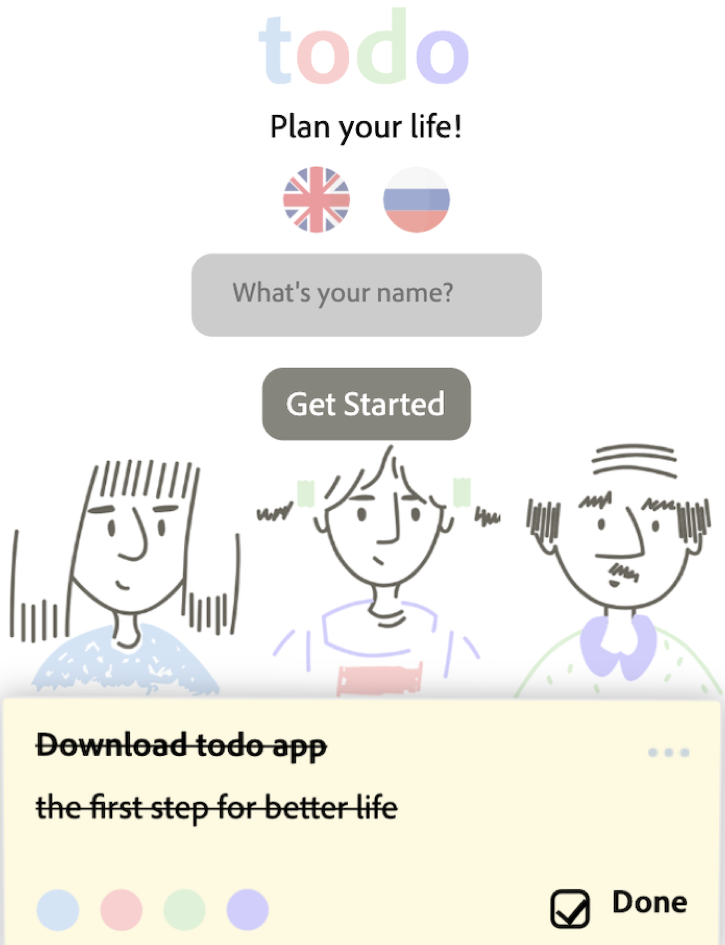 todo
Plan your life!
What's your name?
Get Started
Download todo app
the first step for better life
Done